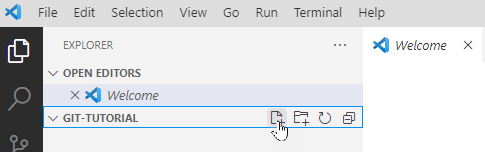 File Edit Selection View Go Run Terminal Help
EXPLORER
Welcome
OPEN EDITORS
Welcome
GIT-TUTORIAL